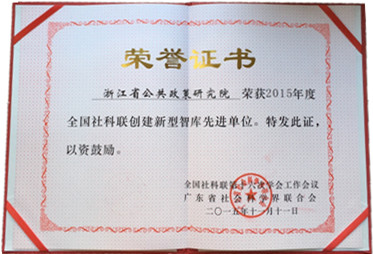 荣誉证书
浙江省公共政策研究院 荣获2015年度
全国社科联创建新型智库先进单位。特发此证，
以资鼓励。
全国社科联第十六次学会工作会议
广东省社会科学界联合会
二〇一五年十一月十一日